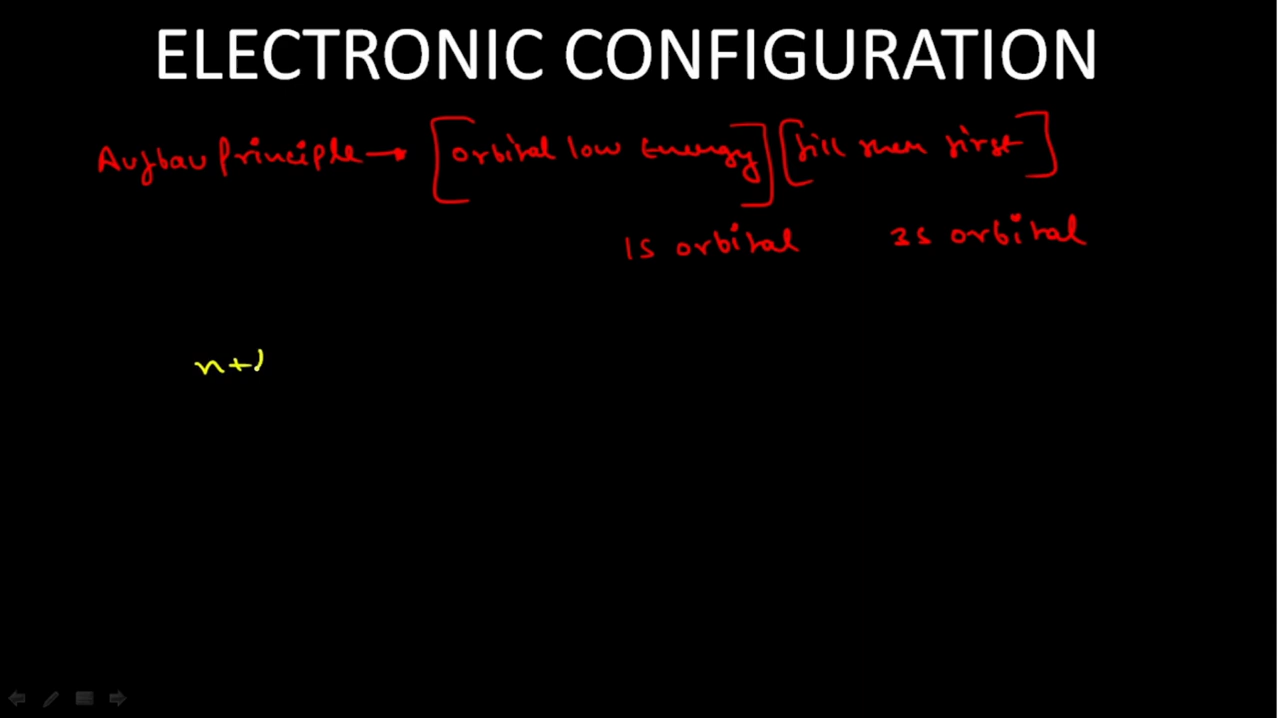 ELECTRONIC CONFIGURATION
Aufbau Principle → [orbital low Energy] [fill them first]
1s orbital 3s orbital
n+l